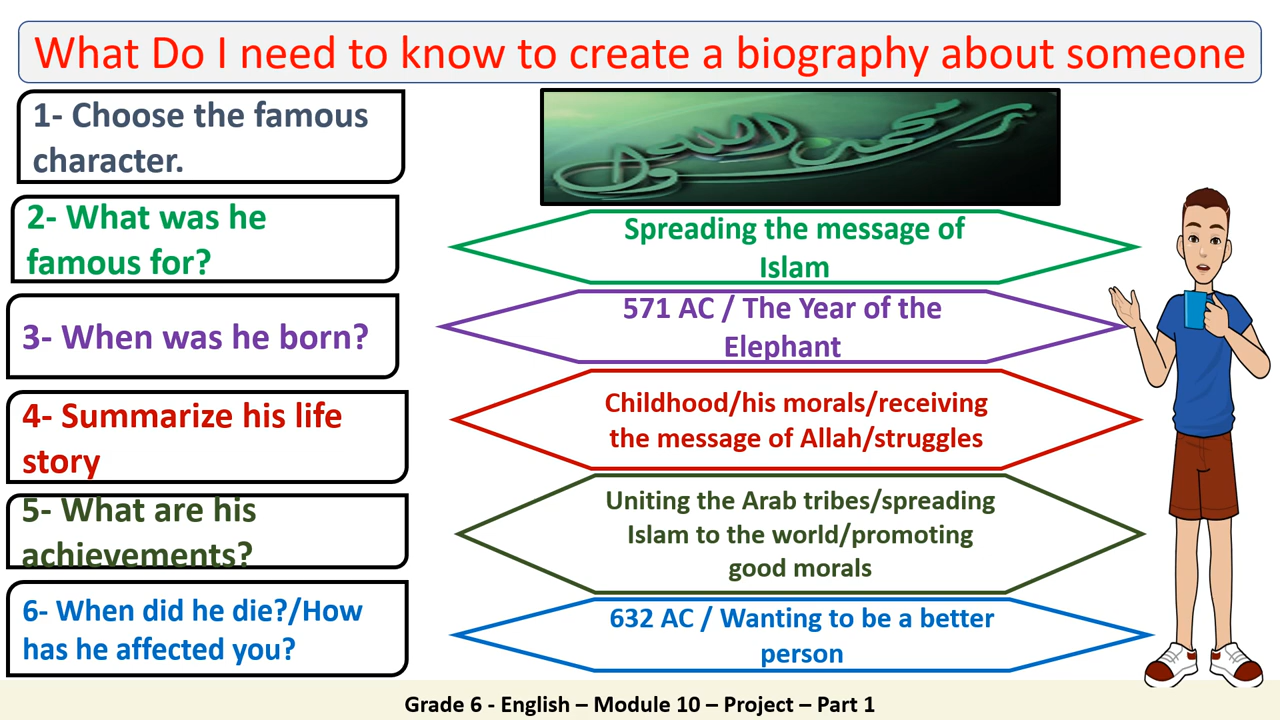 What Do I need to know to create a biography about someone
1- Choose the famous
character.
محمد رسول الله
2- What was he
famous for?
Spreading the message of
Islam
3- When was he born?
571 AC / The Year of the
Elephant
4- Summarize his life
story
Childhood/his morals/receiving
the message of Allah/struggles
5- What are his
achievements?
Uniting the Arab tribes/spreading
Islam to the world/promoting
good morals
6- When did he die?/How
has he affected you?
632 AC / Wanting to be a better
person
Grade 6 - English – Module 10 – Project – Part 1